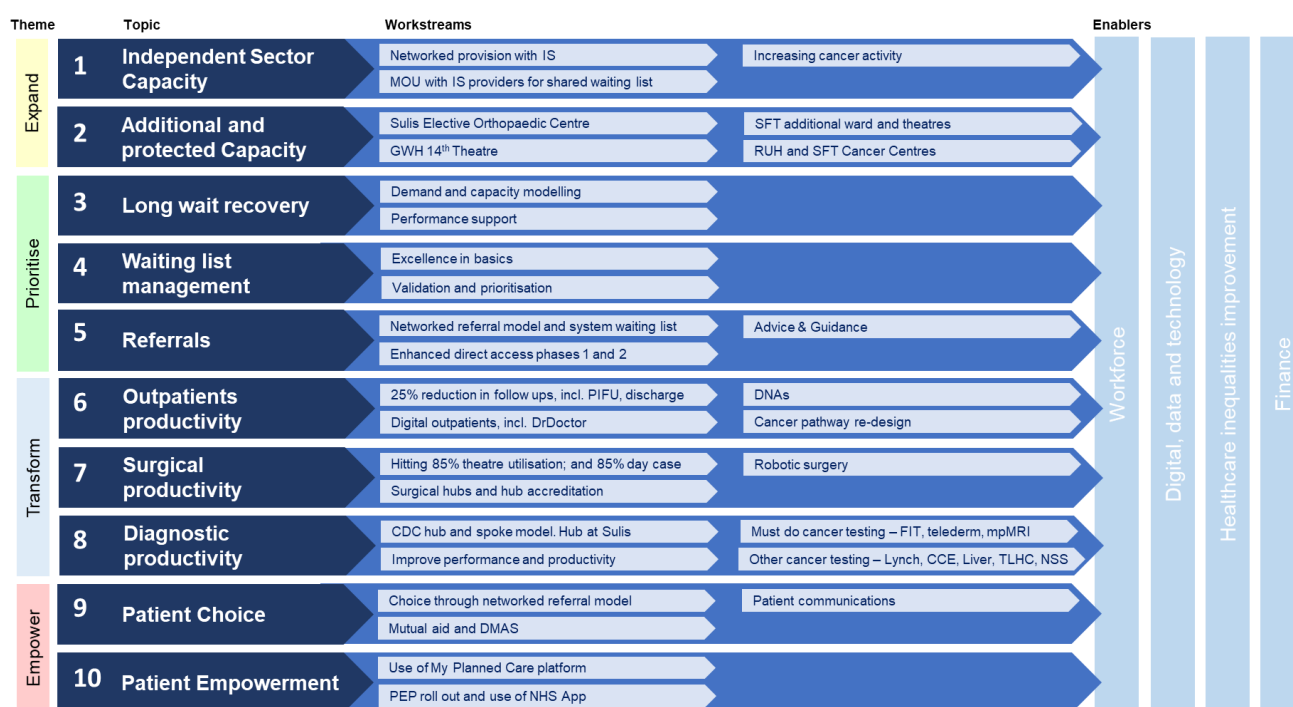 Theme Topic Workstreams Enablers
Expand
1 Independent Sector
Capacity
Networked provision with IS
MOU with IS providers for shared waiting list
Increasing cancer activity
2 Additional and
protected Capacity
Sulis Elective Orthopaedic Centre
GWH 14th Theatre
SFT additional ward and theatres
RUH and SFT Cancer Centres
Prioritise
3 Long wait recovery
Demand and capacity modelling
Performance support
4 Waiting list
management
Excellence in basics
Validation and prioritisation
5 Referrals
Networked referral model and system waiting list
Enhanced direct access phases 1 and 2
Advice & Guidance
Transform
6 Outpatients
productivity
25% reduction in follow ups, incl. PIFU, discharge
Digital outpatients, incl. DrDoctor
DNAs
Cancer pathway re-design
7 Surgical
productivity
Hitting 85% theatre utilisation; and 85% day case
Surgical hubs and hub accreditation
Robotic surgery
8 Diagnostic
productivity
CDC hub and spoke model. Hub at Sulis
Improve performance and productivity
Must do cancer testing – FIT, telederm, mpMRI
Other cancer testing – Lynch, CCE, Liver, TLHC, NSS
Empower
9 Patient Choice
Choice through networked referral model
Mutual aid and DMAS
Patient communications
10 Patient Empowerment
Use of My Planned Care platform
PEP roll out and use of NHS App
Workforce
Digital, data and technology
Healthcare inequalities improvement
Finance